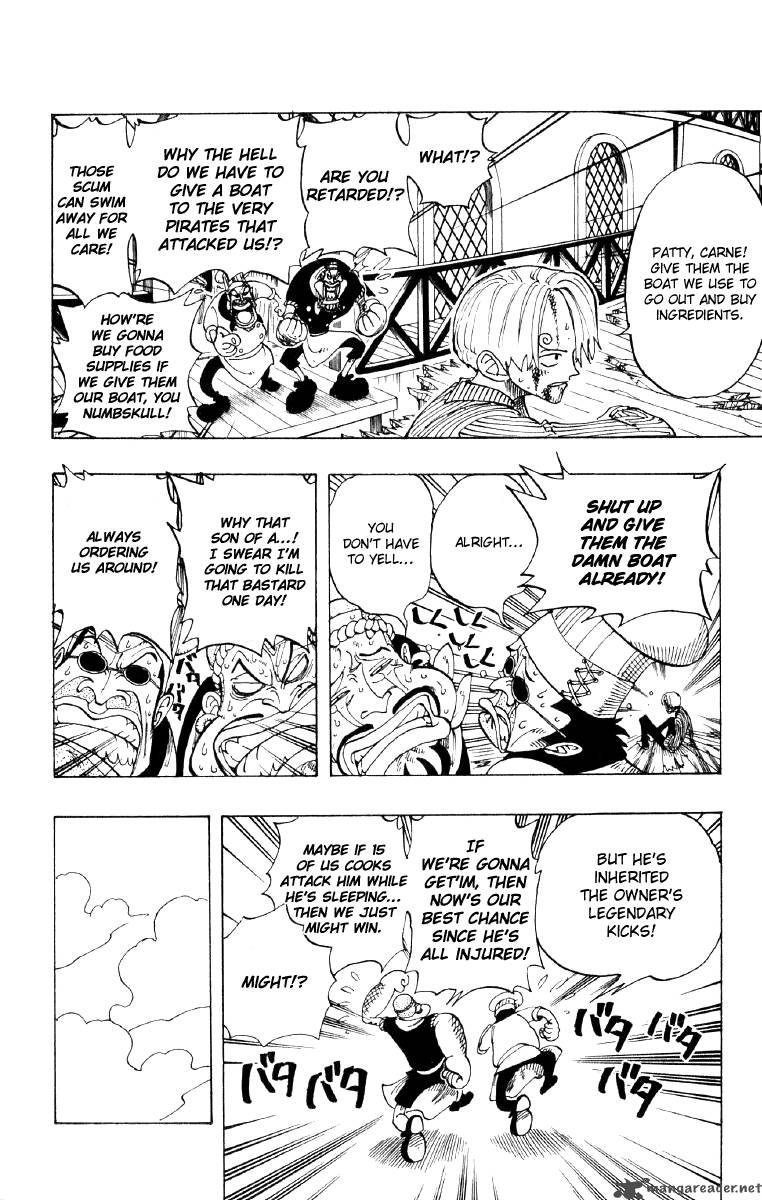 PATTY, CARNE!
GIVE THEM THE
BOAT WE USE TO
GO OUT AND BUY
INGREDIENTS.
WHAT!?
ARE YOU
RETARDED!?
WHY THE HELL
DO WE HAVE TO
GIVE A BOAT
TO THE VERY
PIRATES THAT
ATTACKED US!?
THOSE
SCUM
CAN SWIM
AWAY FOR
ALL WE
CARE!
HOW'RE
WE GONNA
BUY FOOD
SUPPLIES IF
WE GIVE THEM
OUR BOAT, YOU
NUMBSKULL!
SHUT UP
AND GIVE
THEM THE
DAMN BOAT
ALREADY!
ALRIGHT...
YOU
DON'T HAVE
TO YELL...
WHY THAT
SON OF A...!
I SWEAR I'M
GOING TO KILL
THAT BASTARD
ONE DAY!
ALWAYS
ORDERING
US AROUND!
バタ
バタ
BUT HE'S
INHERITED
THE OWNER'S
LEGENDARY
KICKS!
IF
WE'RE GONNA
GET'IM, THEN
NOW'S OUR
BEST CHANCE
SINCE HE'S
ALL INJURED!
MAYBE IF 15
OF US COOKS
ATTACK HIM WHILE
HE'S SLEEPING...
THEN WE JUST
MIGHT WIN.
MIGHT!?
バタ
バタ
バタ
バタ
バタ
mangareader.net